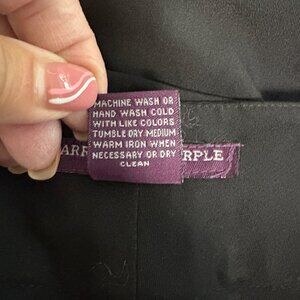 MACHINE WASH OR
HAND WASH COLD
WITH LIKE COLORS
TUMBLE DRY MEDIUM
WARM IRON WHEN
NECESSARY OR DRY
CLEAN
RPLE